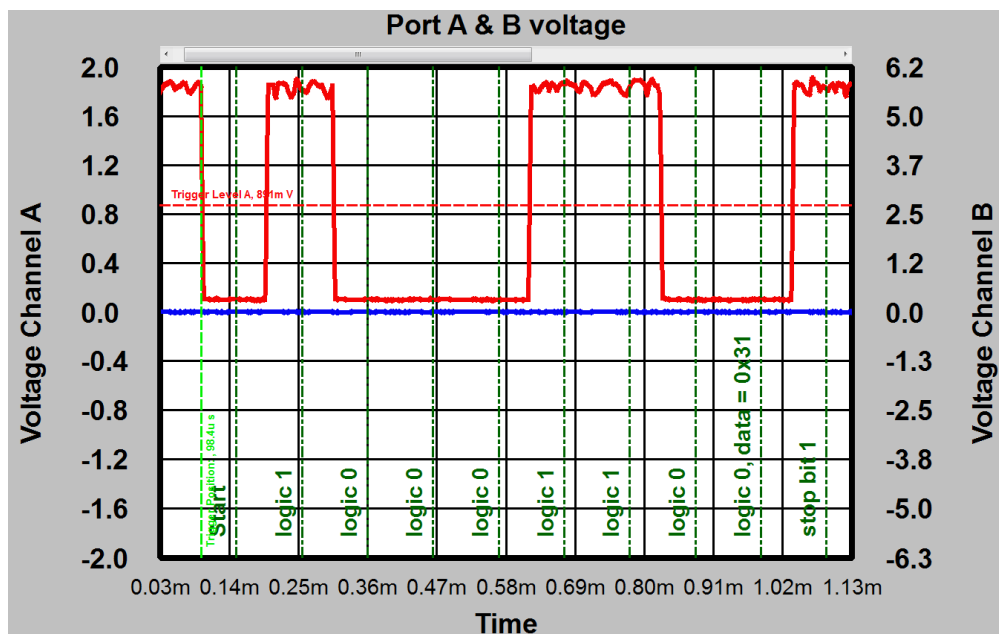 Port A & B voltage
2.0
1.6
1.2
0.8
0.4
0.0
-0.4
-0.8
-1.2
-1.6
-2.0
Voltage Channel A
Trigger Level A, 891m V
Trigger Position, 98.4u s
Start
logic 1
logic 0
logic 0
logic 0
logic 1
logic 1
logic 0
logic 0, data = 0x31
stop bit 1
6.2
5.0
3.7
2.5
1.2
0.0
-1.3
-2.5
-3.8
-5.0
-6.3
Voltage Channel B
0.03m 0.14m 0.25m 0.36m 0.47m 0.58m 0.69m 0.80m 0.91m 1.02m 1.13m
Time